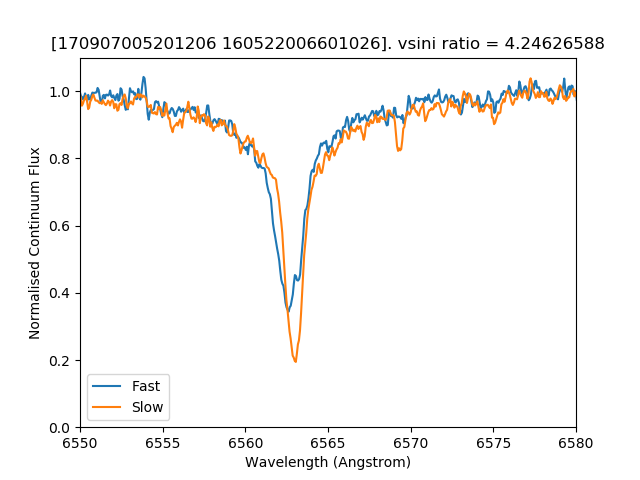 [170907005201206 160522006601026]. vsini ratio = 4.24626588
Normalised Continuum Flux
1.0
0.8
0.6
0.4
0.2
0.0
Fast
Slow
6550 6555 6560 6565 6570 6575 6580
Wavelength (Angstrom)